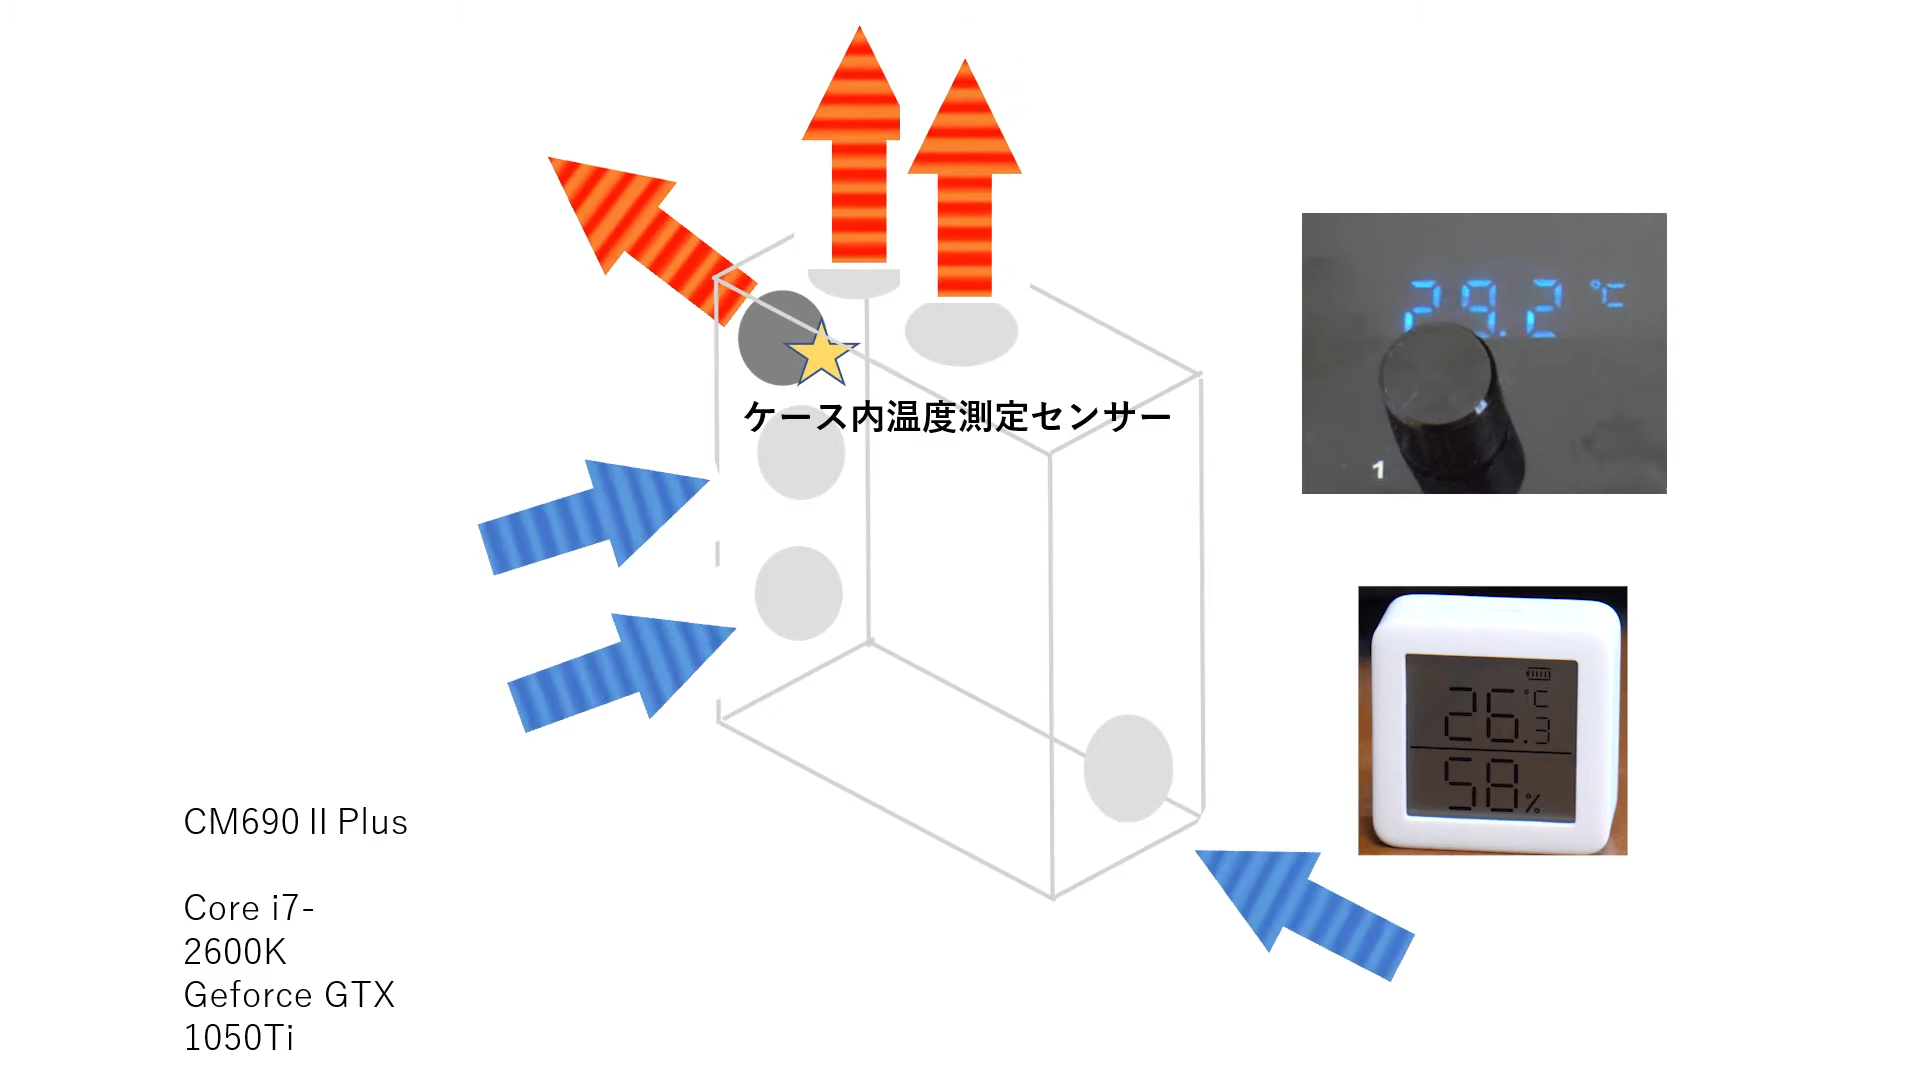 29.2 ℃
ケース内温度測定センサー
1
26.3 ℃
58%
CM690 II Plus
Core i7-
2600K
Geforce GTX
1050Ti